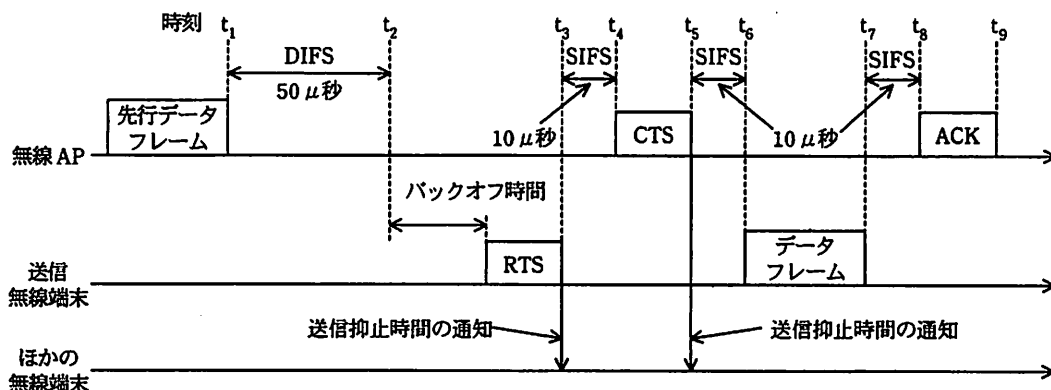 時刻 t1 t2 t3 t4 t5 t6 t7 t8 t9
DIFS SIFS SIFS SIFS
50μ秒
先行データ
フレーム
10μ秒 CTS 10μ秒 ACK
無線AP
バックオフ時間
RTS
データ
フレーム
送信
無線端末
送信抑止時間の通知 送信抑止時間の通知
ほかの
無線端末